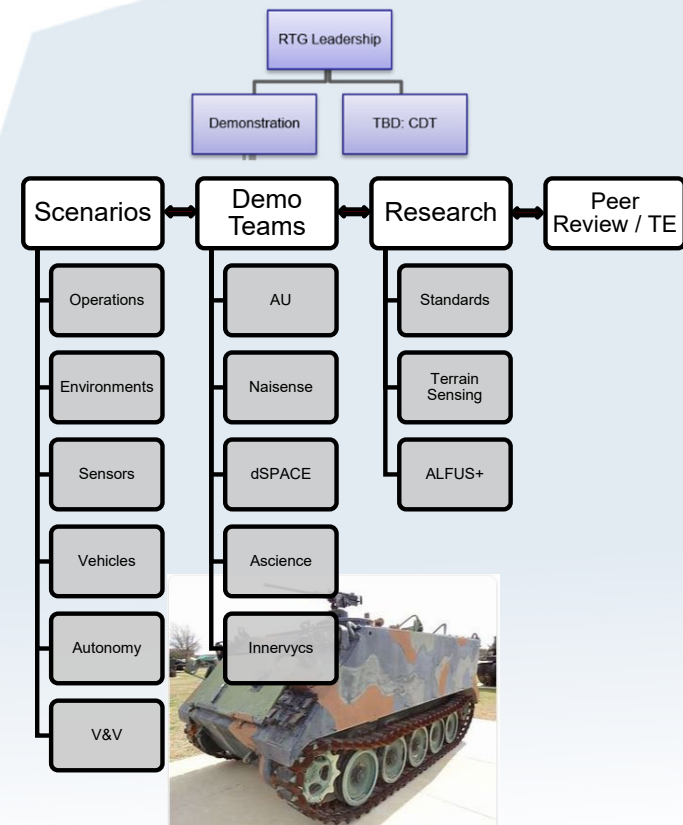 RTG Leadership
Demonstration
TBD: CDT
Scenarios
Demo
Teams
Research
Peer
Review / TE
Operations
AU
Standards
Environments
Naisense
Terrain
Sensing
Sensors
dSPACE
ALFUS+
Vehicles
Ascience
Autonomy
Innervycs
V&V